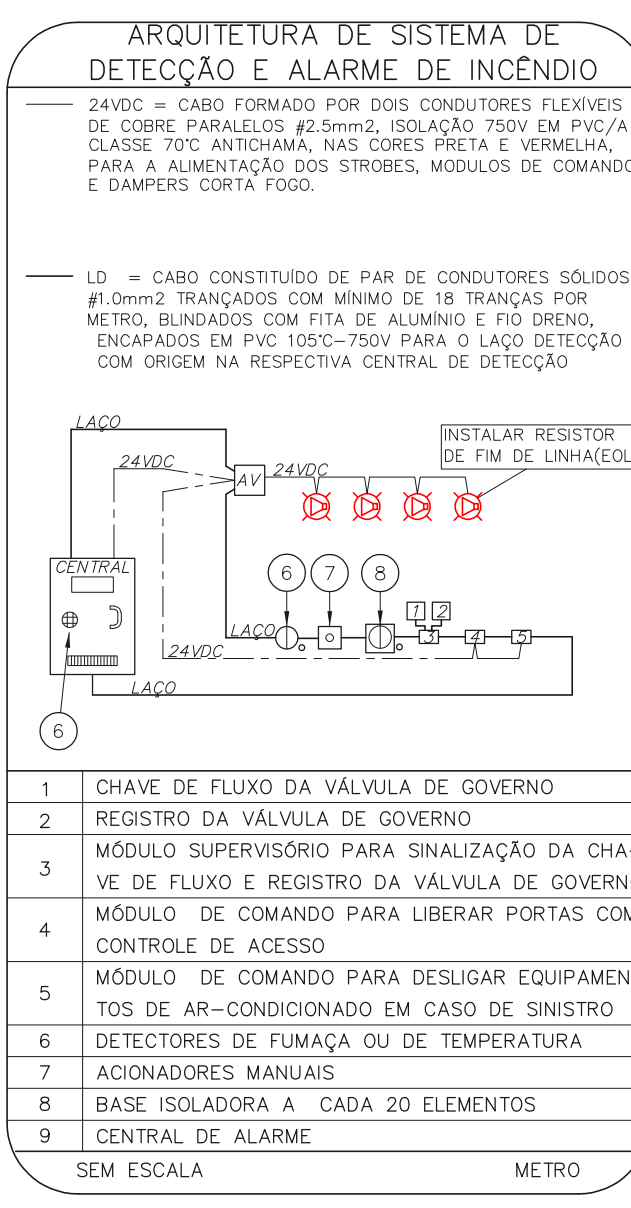 ARQUITETURA DE SISTEMA DE
DETECÇÃO E ALARME DE INCÊNDIO
24VDC = CABO FORMADO POR DOIS CONDUTORES FLEXÍVEIS
DE COBRE PARALELOS #2.5mm2, ISOLAÇÃO 750V EM PVC/A
CLASSE 70°C ANTICHAMA, NAS CORES PRETA E VERMELHA,
PARA A ALIMENTAÇÃO DOS STROBES, MODULOS DE COMANDO
E DAMPERS CORTA FOGO.
LD = CABO CONSTITUÍDO DE PAR DE CONDUTORES SÓLIDOS
#1.0mm2 TRANÇADOS COM MÍNIMO DE 18 TRANÇAS POR
METRO, BLINDADOS COM FITA DE ALUMÍNIO E FIO DRENO,
ENCAPADOS EM PVC 105°C-750V PARA O LAÇO DETECÇÃO
COM ORIGEM NA RESPECTIVA CENTRAL DE DETECÇÃO
LAÇO
INSTALAR RESISTOR
DE FIM DE LINHA(EOL
24VDC
AV
24VDC
CENTRAL
6
7
8
1
2
LAÇO
3
4
5
24VDC
LAÇO
6
1 CHAVE DE FLUXO DA VÁLVULA DE GOVERNO
2 REGISTRO DA VÁLVULA DE GOVERNO
3 MÓDULO SUPERVISÓRIO PARA SINALIZAÇÃO DA CHA-
VE DE FLUXO E REGISTRO DA VÁLVULA DE GOVERNO
4 MÓDULO DE COMANDO PARA LIBERAR PORTAS COM
CONTROLE DE ACESSO
5 MÓDULO DE COMANDO PARA DESLIGAR EQUIPAMEN
TOS DE AR-CONDICIONADO EM CASO DE SINISTRO
6 DETECTORES DE FUMAÇA OU DE TEMPERATURA
7 ACIONADORES MANUAIS
8 BASE ISOLADORA A CADA 20 ELEMENTOS
9 CENTRAL DE ALARME
SEM ESCALA METRO